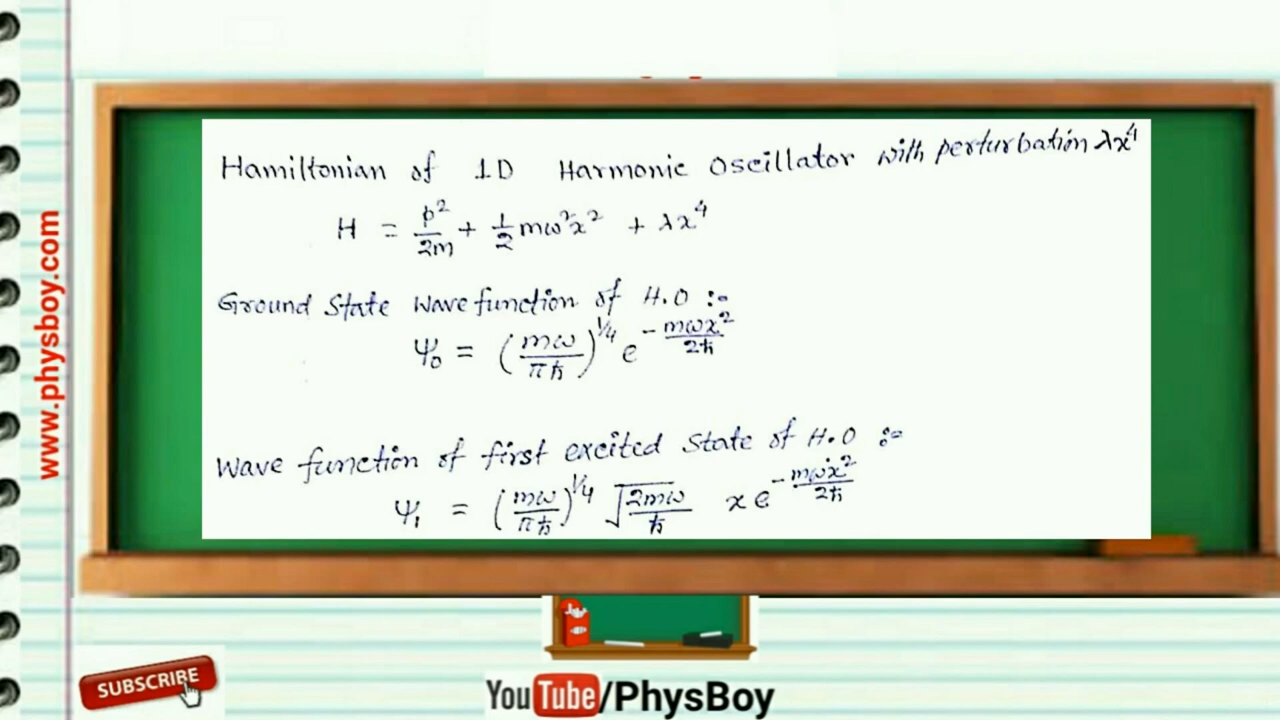 Hamiltonian of 1D Harmonic Oscillator with perturbation λx⁴
H = p²/2m + 1/2 mω²x² + λx⁴
Ground State wave function of H.O :-
Ψ₀ = (mω/πħ)^1/4 e^-mωx²/2ħ
Wave function of first excited State of H.O :-
Ψ₁ = (mω/πħ)^1/4 √2mω/ħ x e^-mωx²/2ħ
www.physboy.com
SUBSCRIBE
YouTube/PhysBoy